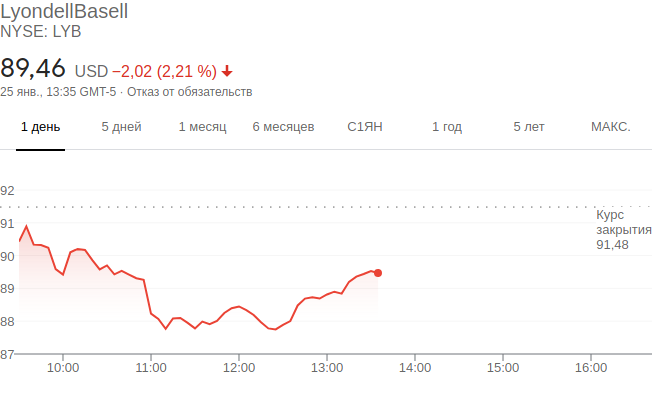 LyondellBasell
NYSE: LYB
89,46 USD −2,02 (2,21 %)
25 янв., 13:35 GMT-5 · Отказ от обязательств
1 день 5 дней 1 месяц 6 месяцев С1ЯН 1 год 5 лет МАКС.
92
91
90
89
88
87
Курс
закрытия
91,48
10:00 11:00 12:00 13:00 14:00 15:00 16:00